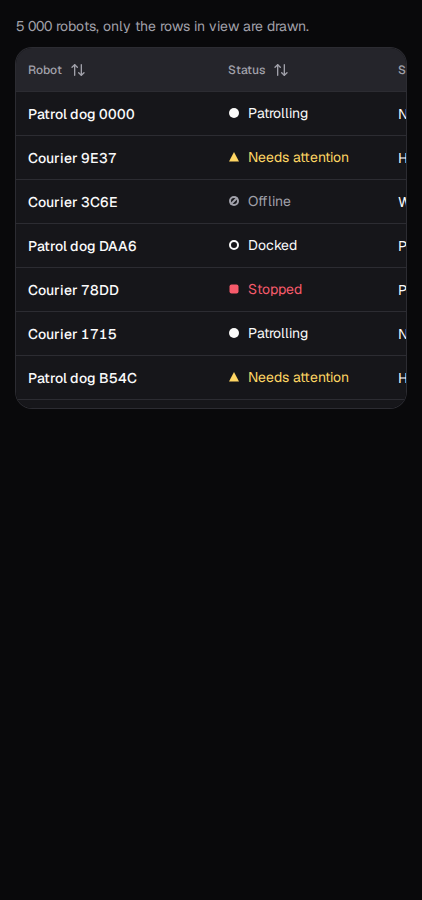 5 000 robots, only the rows in view are drawn.
Robot Status S
Patrol dog 0000 Patrolling N
Courier 9E37 Needs attention H
Courier 3C6E Offline W
Patrol dog DAA6 Docked P
Courier 78DD Stopped P
Courier 1715 Patrolling N
Patrol dog B54C Needs attention H